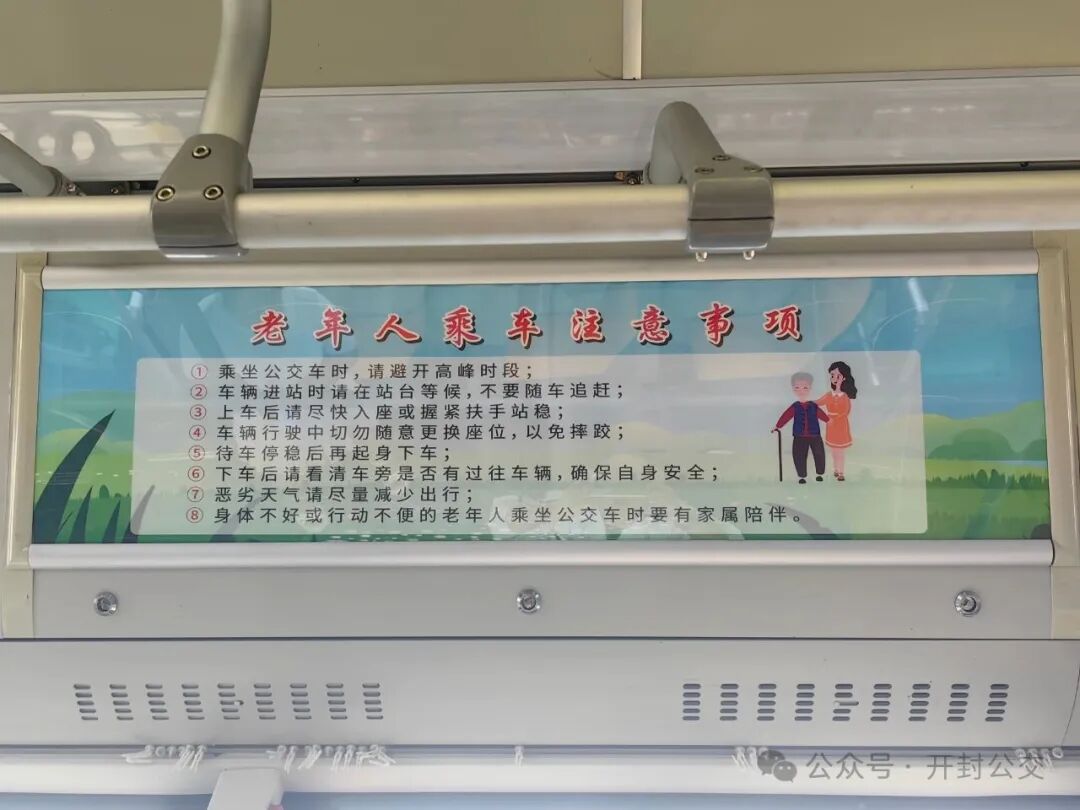 老年人乘车注意事项
① 乘坐公交车时,请避开高峰时段;
② 车辆进站时请在站台等候,不要随车追赶;
③ 上车后请尽快入座或握紧扶手站稳;
④ 车辆行驶中切勿随意更换座位,以免摔跤;
⑤ 待车停稳后再起身下车;
⑥ 下车后请看清车旁是否有过往车辆,确保自身安全;
⑦ 恶劣天气请尽量减少出行;
⑧ 身体不好或行动不便的老年人乘坐公交车时要有家属陪伴。
公众号·开封公交